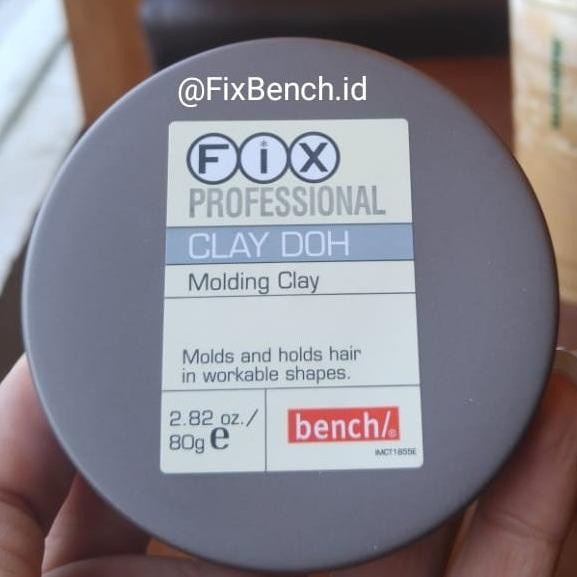 @FixBench.id
FiX
PROFESSIONAL
CLAY DOH
Molding Clay
Molds and holds hair
in workable shapes.
2.82 oz./
80g e
bench/®
IMCT1855E